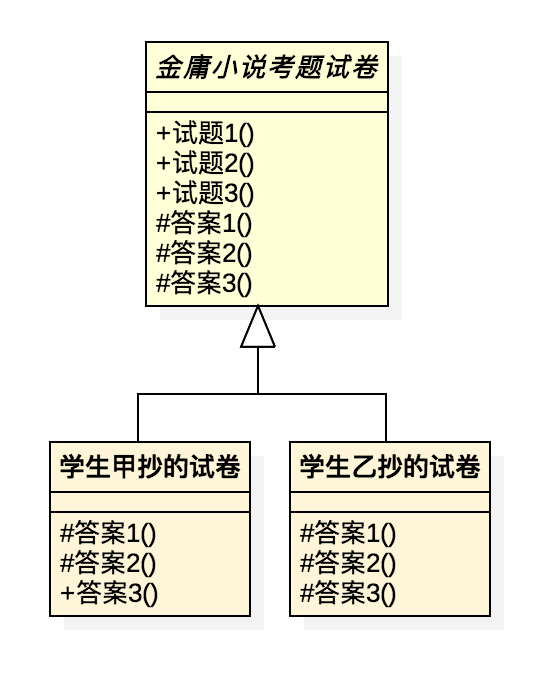 金庸小说考题试卷
+试题1()
+试题2()
+试题3()
#答案1()
#答案2()
#答案3()
学生甲抄的试卷
#答案1()
#答案2()
+答案3()
学生乙抄的试卷
#答案1()
#答案2()
#答案3()